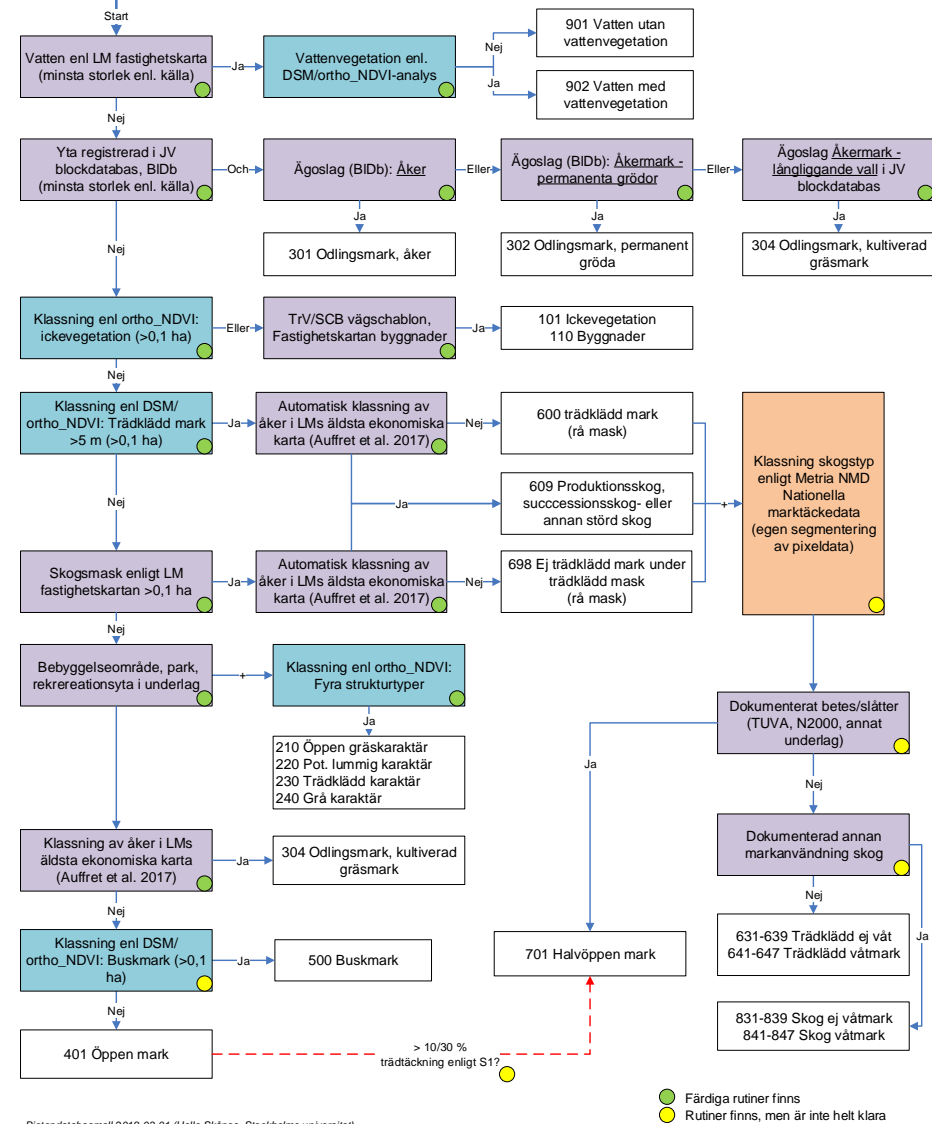 Start
Vatten enl LM fastighetskarta
(minsta storlek enl. källa)
Ja
Vattenvegetation enl.
DSM/ortho_NDVI-analys
Nej
901 Vatten utan
vattenvegetation
Ja
902 Vatten med
vattenvegetation
Nej
Yta registrerad i JV
blockdatabas, BlDb
(minsta storlek enl. källa)
Och
Ägoslag (BlDb): Åker
Eller
Ägoslag (BlDb): Åkermark -
permanenta grödor
Eller
Ägoslag Åkermark -
långliggande vall i JV
blockdatabas
Ja
Ja
Ja
301 Odlingsmark, åker
302 Odlingsmark, permanent
gröda
304 Odlingsmark, kultiverad
gräsmark
Nej
Klassning enl ortho_NDVI:
ickevegetation (>0,1 ha)
Eller
TrV/SCB vägschablon,
Fastighetskartan byggnader
Ja
101 Ickevegetation
110 Byggnader
Nej
Klassning enl DSM/
ortho_NDVI: Trädklädd mark
>5 m (>0,1 ha)
Ja
Automatisk klassning av
åker i LMs äldsta ekonomiska
karta (Auffret et al. 2017)
Nej
600 trädklädd mark
(rå mask)
Nej
Ja
609 Produktionsskog,
succcessionsskog- eller
annan störd skog
+
Klassning skogstyp
enligt Metria NMD
Nationella
marktäckedata
(egen segmentering
av pixeldata)
Skogsmask enligt LM
fastighetskartan >0,1 ha
Ja
Automatisk klassning av
åker i LMs äldsta ekonomiska
karta (Auffret et al. 2017)
Nej
698 Ej trädklädd mark under
trädklädd mask
(rå mask)
Nej
Bebyggelseområde, park,
rekrereationsyta i underlag
+
Klassning enl ortho_NDVI:
Fyra strukturtyper
Ja
210 Öppen gräskaraktär
220 Pot. lummig karaktär
230 Trädklädd karaktär
240 Grå karaktär
Dokumenterat betes/slåtter
(TUVA, N2000, annat
underlag)
Ja
Nej
Klassning av åker i LMs
äldsta ekonomiska karta
(Auffret et al. 2017)
Ja
304 Odlingsmark, kultiverad
gräsmark
Dokumenterad annan
markanvändning skog
Nej
Ja
Nej
Klassning enl DSM/
ortho_NDVI: Buskmark (>0,1
ha)
Ja
500 Buskmark
701 Halvöppen mark
631-639 Trädklädd ej våt
641-647 Trädklädd våtmark
Nej
831-839 Skog ej våtmark
841-847 Skog våtmark
401 Öppen mark
> 10/30 %
trädtäckning enligt S1?
Färdiga rutiner finns
Rutiner finns, men är inte helt klara